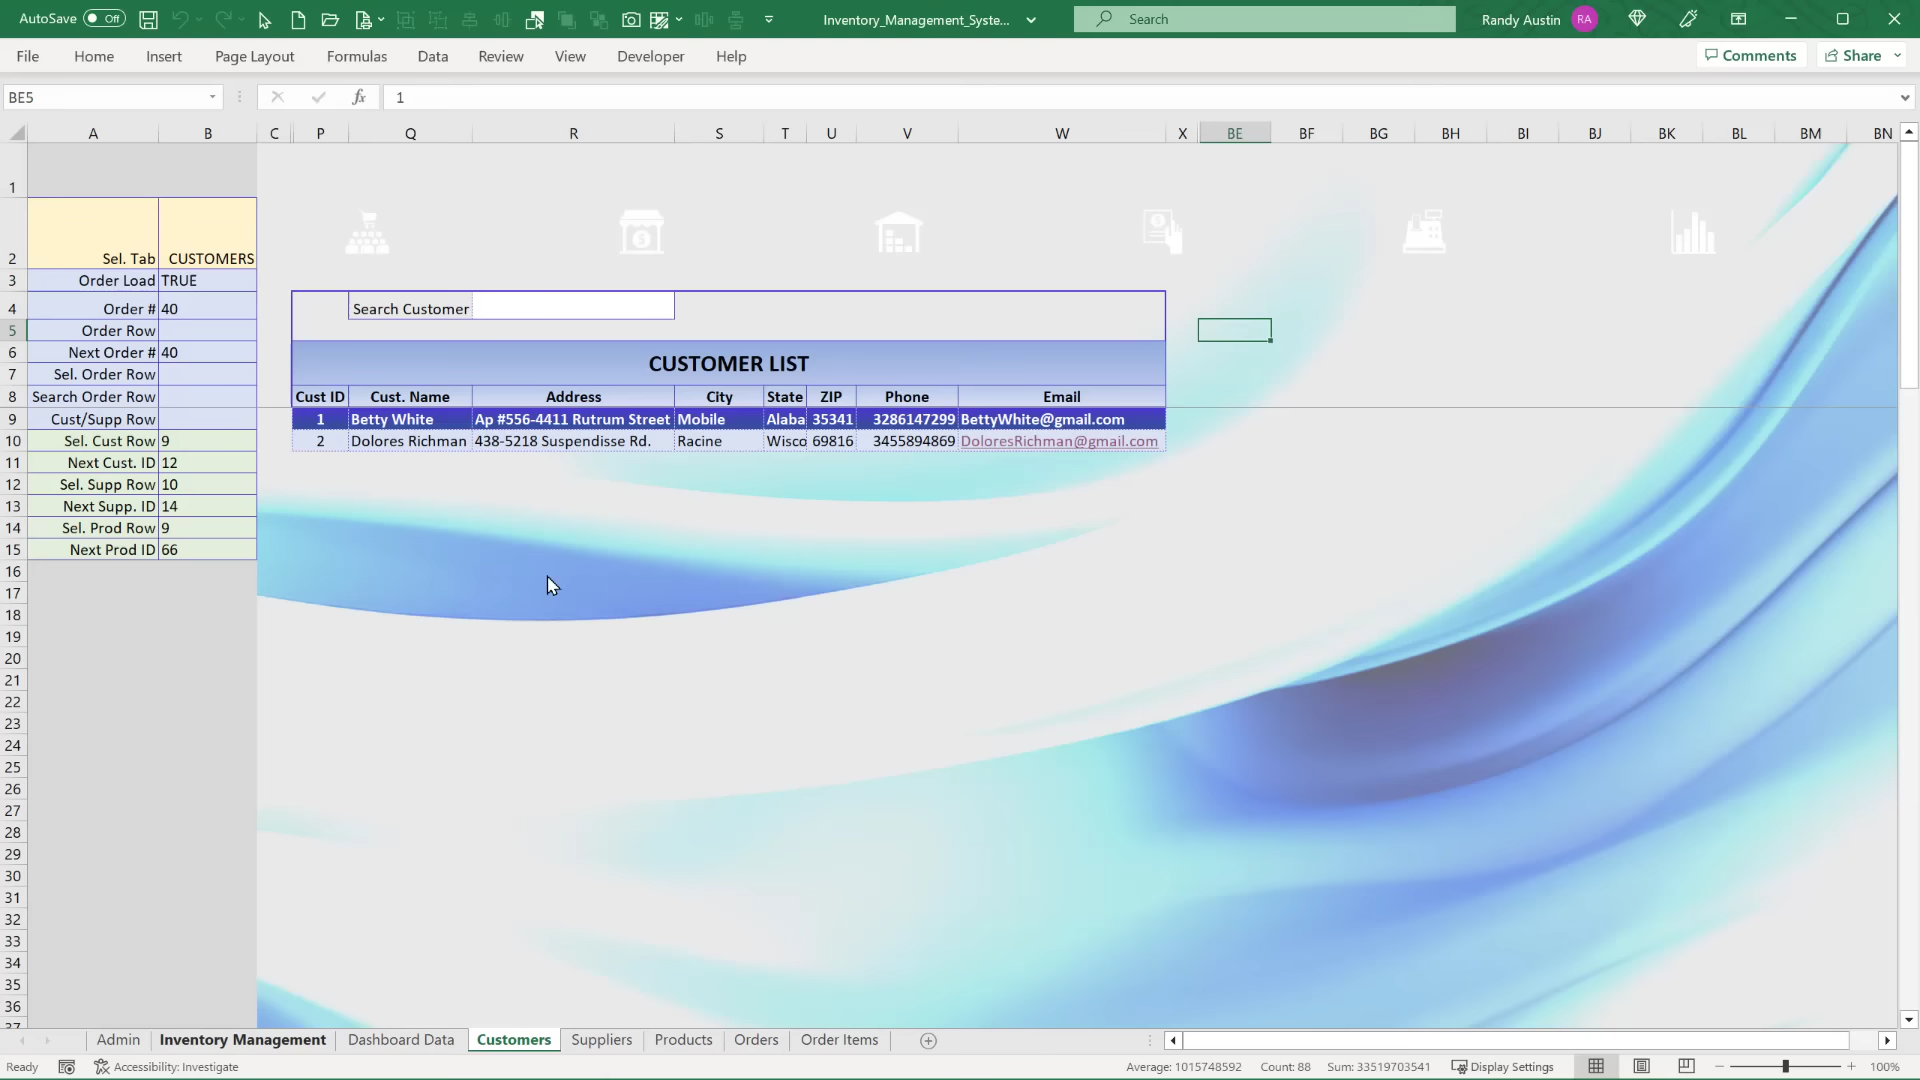 AutoSave Off Inventory_Management_Syste... Search Randy Austin RA
File Home Insert Page Layout Formulas Data Review View Developer Help Comments Share
BE5 fx 1
A B C P Q R S T U V W X BE BF BG BH BI BJ BK BL BM BN
1
2 Sel. Tab CUSTOMERS
3 Order Load TRUE
4 Order # 40 Search Customer
5 Order Row
6 Next Order # 40 CUSTOMER LIST
7 Sel. Order Row
8 Search Order Row Cust ID Cust. Name Address City State ZIP Phone Email
9 Cust/Supp Row 1 Betty White Ap #556-4411 Rutrum Street Mobile Alaba 35341 3286147299 BettyWhite@gmail.com
10 Sel. Cust Row 9 2 Dolores Richman 438-5218 Suspendisse Rd. Racine Wisco 69816 3455894869 DoloresRichman@gmail.com
11 Next Cust. ID 12
12 Sel. Supp Row 10
13 Next Supp. ID 14
14 Sel. Prod Row 9
15 Next Prod ID 66
16
17
18
19
20
21
22
23
24
25
26
27
28
29
30
31
32
33
34
35
36
37
Admin Inventory Management Dashboard Data Customers Suppliers Products Orders Order Items
Ready Accessibility: Investigate Average: 1015748592 Count: 88 Sum: 33519703541 Display Settings 100%